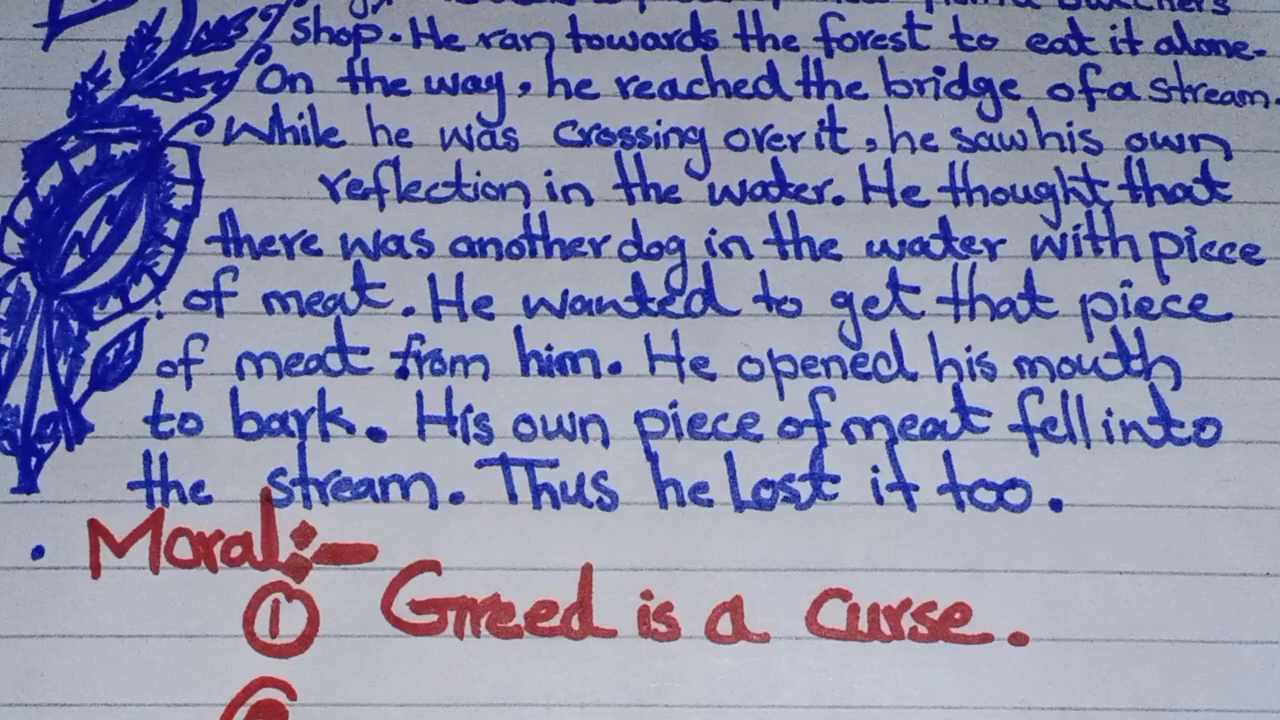 shop. He ran towards the forest to eat it alone.
On the way, he reached the bridge of a stream.
While he was crossing over it, he saw his own
reflection in the water. He thought that
there was another dog in the water with piece
of meat. He wanted to get that piece
of meat from him. He opened his mouth
to bark. His own piece of meat fell into
the stream. Thus he lost it too.
Moral:-
① Greed is a curse.